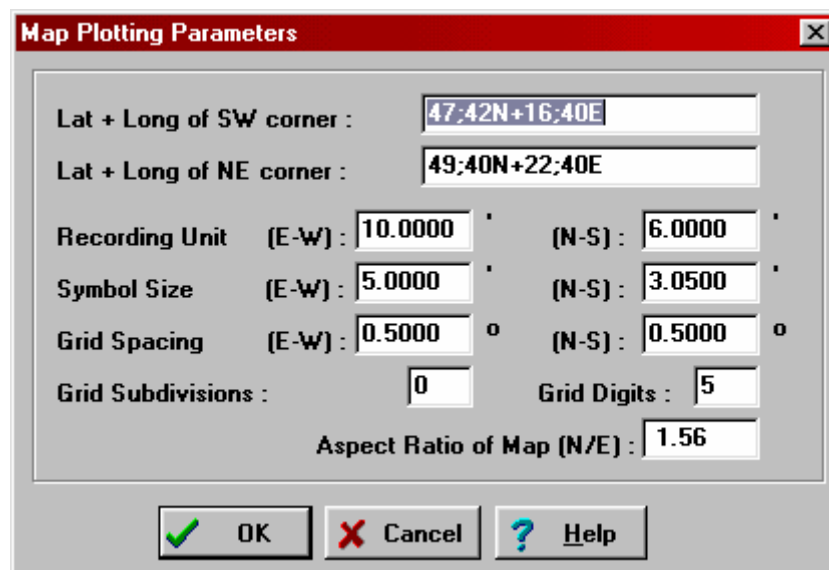 Map Plotting Parameters
Lat + Long of SW corner : 47;42N+16;40E
Lat + Long of NE corner : 49;40N+22;40E
Recording Unit (E-W) : 10.0000 ' (N-S) : 6.0000 '
Symbol Size (E-W) : 5.0000 ' (N-S) : 3.0500 '
Grid Spacing (E-W) : 0.5000 o (N-S) : 0.5000 o
Grid Subdivisions : 0 Grid Digits : 5
Aspect Ratio of Map (N/E) : 1.56
OK Cancel ? Help